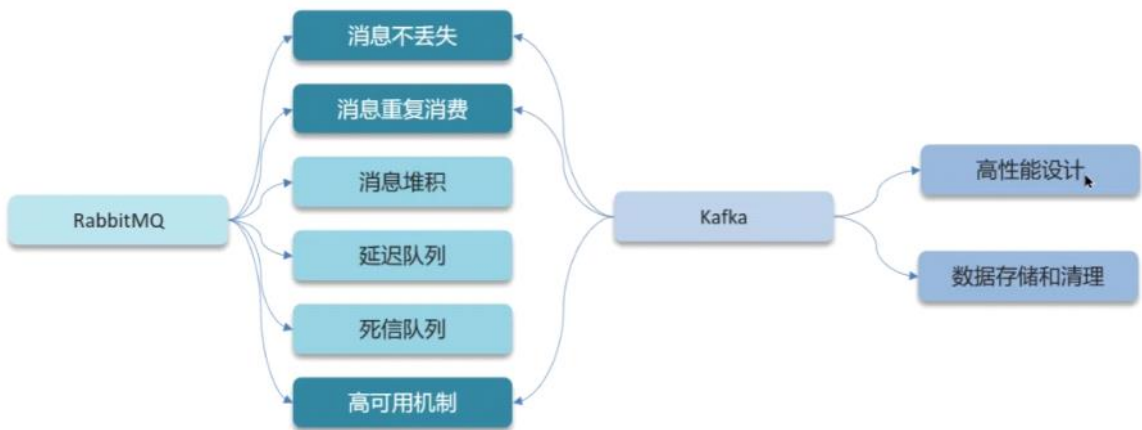 消息不丢失
消息重复消费
消息堆积
高性能设计
RabbitMQ
Kafka
延迟队列
数据存储和清理
死信队列
高可用机制